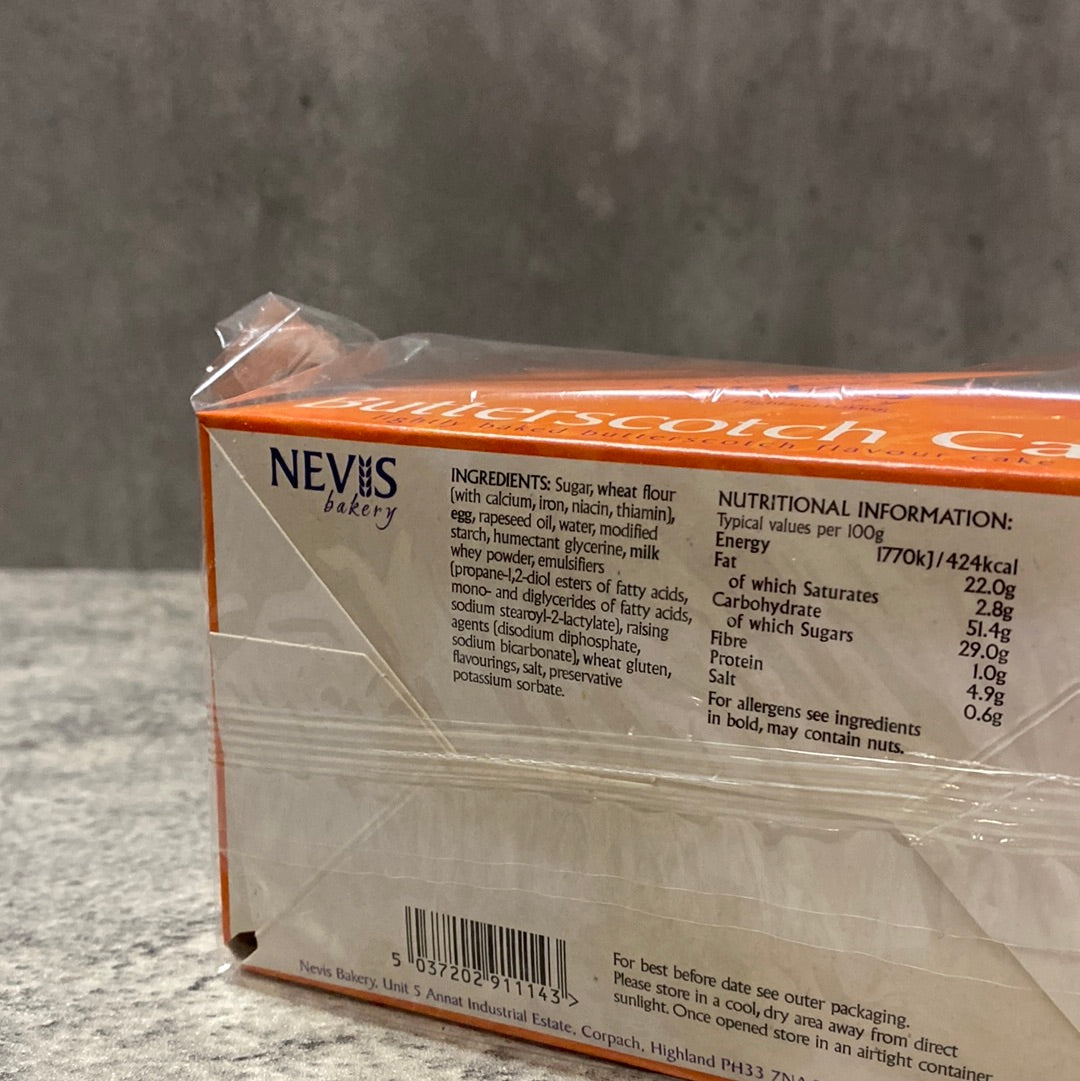 Butterscotch Ca
lightly baked butterscotch flavour cake
NEVIS
bakery
INGREDIENTS: Sugar, wheat flour
(with calcium, iron, niacin, thiamin),
egg, rapeseed oil, water, modified
starch, humectant glycerine, milk
whey powder, emulsifiers
(propane-1,2-diol esters of fatty acids,
mono- and diglycerides of fatty acids,
sodium stearoyl-2-lactylate), raising
agents (disodium diphosphate,
sodium bicarbonate), wheat gluten,
flavourings, salt, preservative
potassium sorbate.
NUTRITIONAL INFORMATION:
Typical values per 100g
Energy 1770kJ/424kcal
Fat 22.0g
of which Saturates 2.8g
Carbohydrate 51.4g
of which Sugars 29.0g
Fibre 1.0g
Protein 4.9g
Salt 0.6g
For allergens see ingredients
in bold, may contain nuts.
5 037202 911143 >
For best before date see outer packaging.
Please store in a cool, dry area away from direct
sunlight. Once opened store in an airtight container
Nevis Bakery, Unit 5 Annat Industrial Estate, Corpach, Highland PH33 7NA